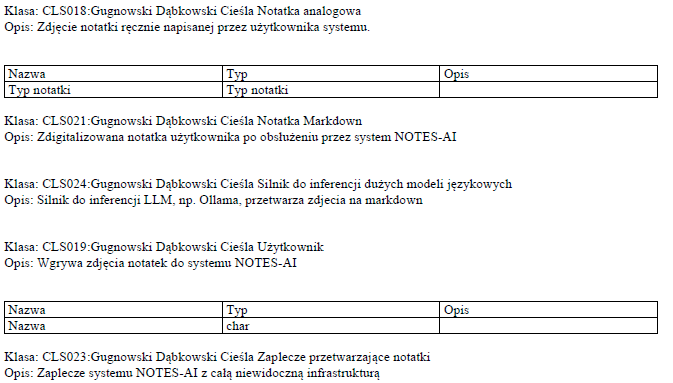 Klasa: CLS018:Gugnowski Dąbkowski Cieśla Notatka analogowa
Opis: Zdjęcie notatki ręcznie napisanej przez użytkownika systemu.
Nazwa Typ Opis
Typ notatki Typ notatki
Klasa: CLS021:Gugnowski Dąbkowski Cieśla Notatka Markdown
Opis: Zdigitalizowana notatka użytkownika po obsłużeniu przez system NOTES-AI
Klasa: CLS024:Gugnowski Dąbkowski Cieśla Silnik do inferencji dużych modeli językowych
Opis: Silnik do inferencji LLM, np. Ollama, przetwarza zdjecia na markdown
Klasa: CLS019:Gugnowski Dąbkowski Cieśla Użytkownik
Opis: Wgrywa zdjęcia notatek do systemu NOTES-AI
Nazwa Typ Opis
Nazwa char
Klasa: CLS023:Gugnowski Dąbkowski Cieśla Zaplecze przetwarzające notatki
Opis: Zaplecze systemu NOTES-AI z całą niewidoczną infrastrukturą